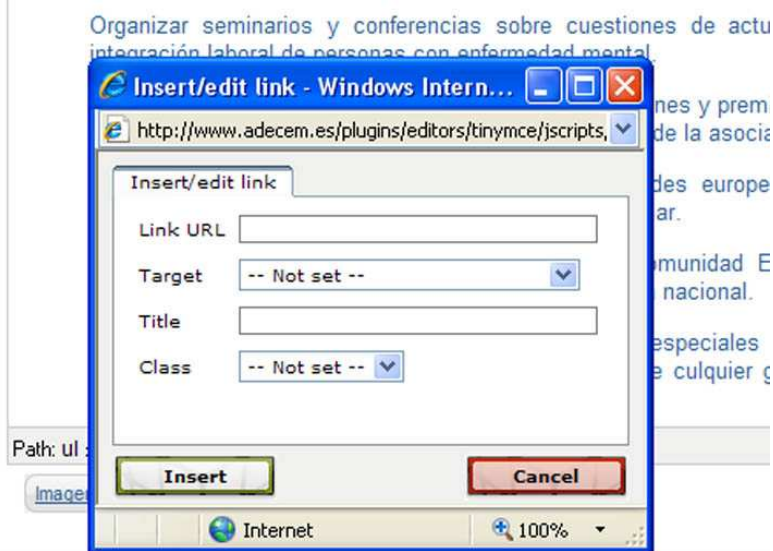 Organizar seminarios y conferencias sobre cuestiones de actu
integración laboral de personas con enfermedad mental.
Insert/edit link - Windows Intern...
nes y prem
http://www.adecem.es/plugins/editors/tinymce/jscripts,
de la asocia
Insert/edit link
des europe
ar.
Link URL
munidad E
Target -- Not set --
nacional.
Title
especiales
Class -- Not set --
e culquier g
Path: ul
Insert Cancel
Imagen
Internet 100%